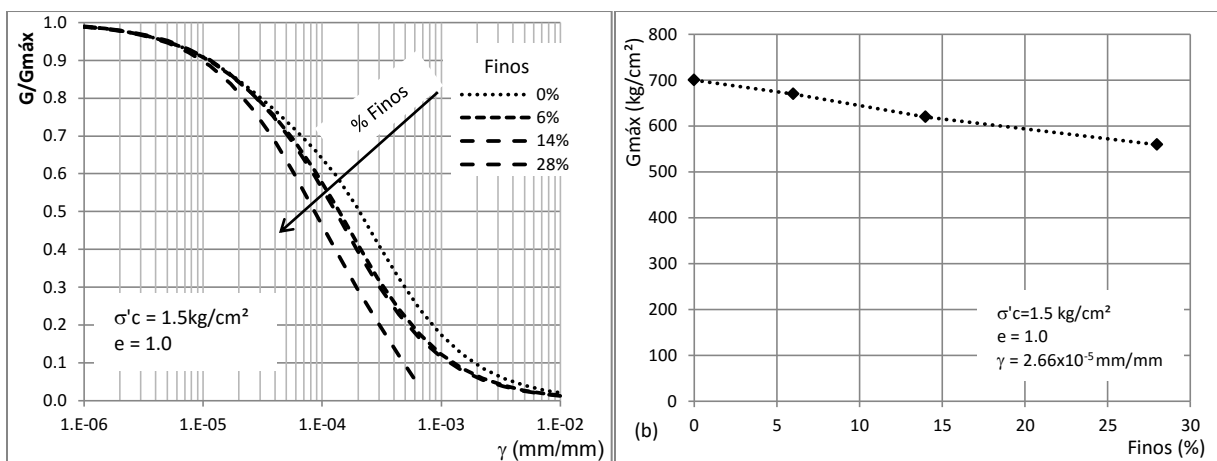 G/Gmáx
1.0
0.9
0.8
0.7
0.6
0.5
0.4
0.3
0.2
0.1
0.0
1.E-06
1.E-05
1.E-04
1.E-03
1.E-02
γ (mm/mm)
Finos
0%
6%
14%
28%
% Finos
σ'c = 1.5kg/cm²
e = 1.0
Gmáx (kg/cm²)
800
700
600
500
400
300
200
100
0
0
5
10
15
20
25
30
Finos (%)
(b)
σ'c=1.5 kg/cm²
e = 1.0
γ = 2.66x10⁻⁵ mm/mm